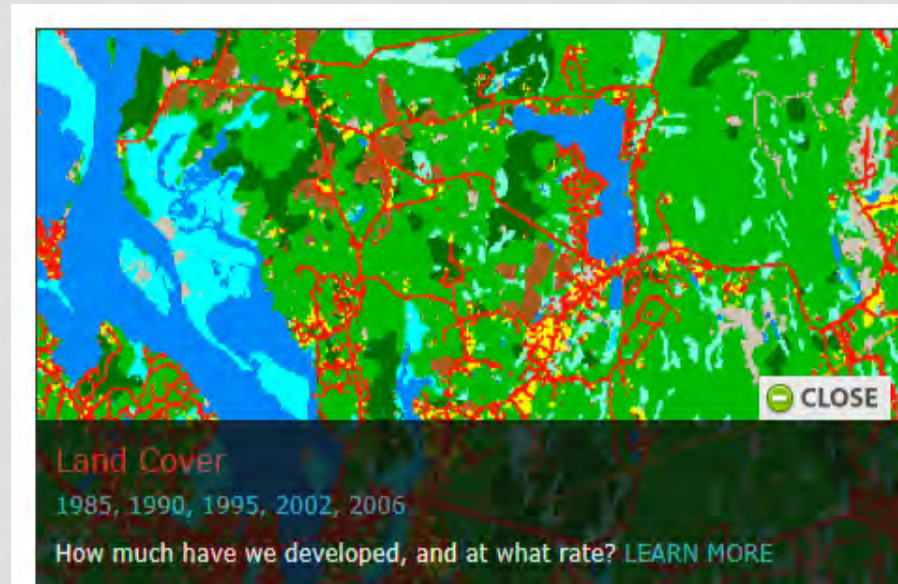 CLOSE
Land Cover
1985, 1990, 1995, 2002, 2006
How much have we developed, and at what rate? LEARN MORE